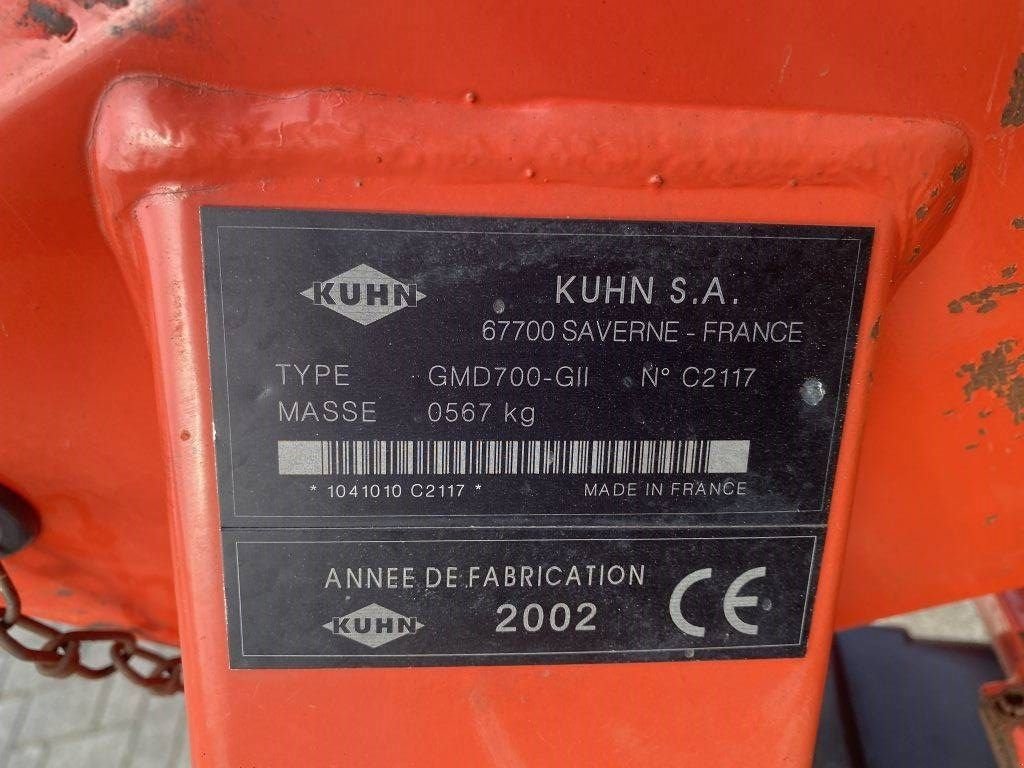 KUHN
KUHN S.A.
67700 SAVERNE - FRANCE
TYPE GMD700-GII N° C2117
MASSE 0567 kg
* 1041010 C2117 * MADE IN FRANCE
ANNEE DE FABRICATION
KUHN 2002 CE